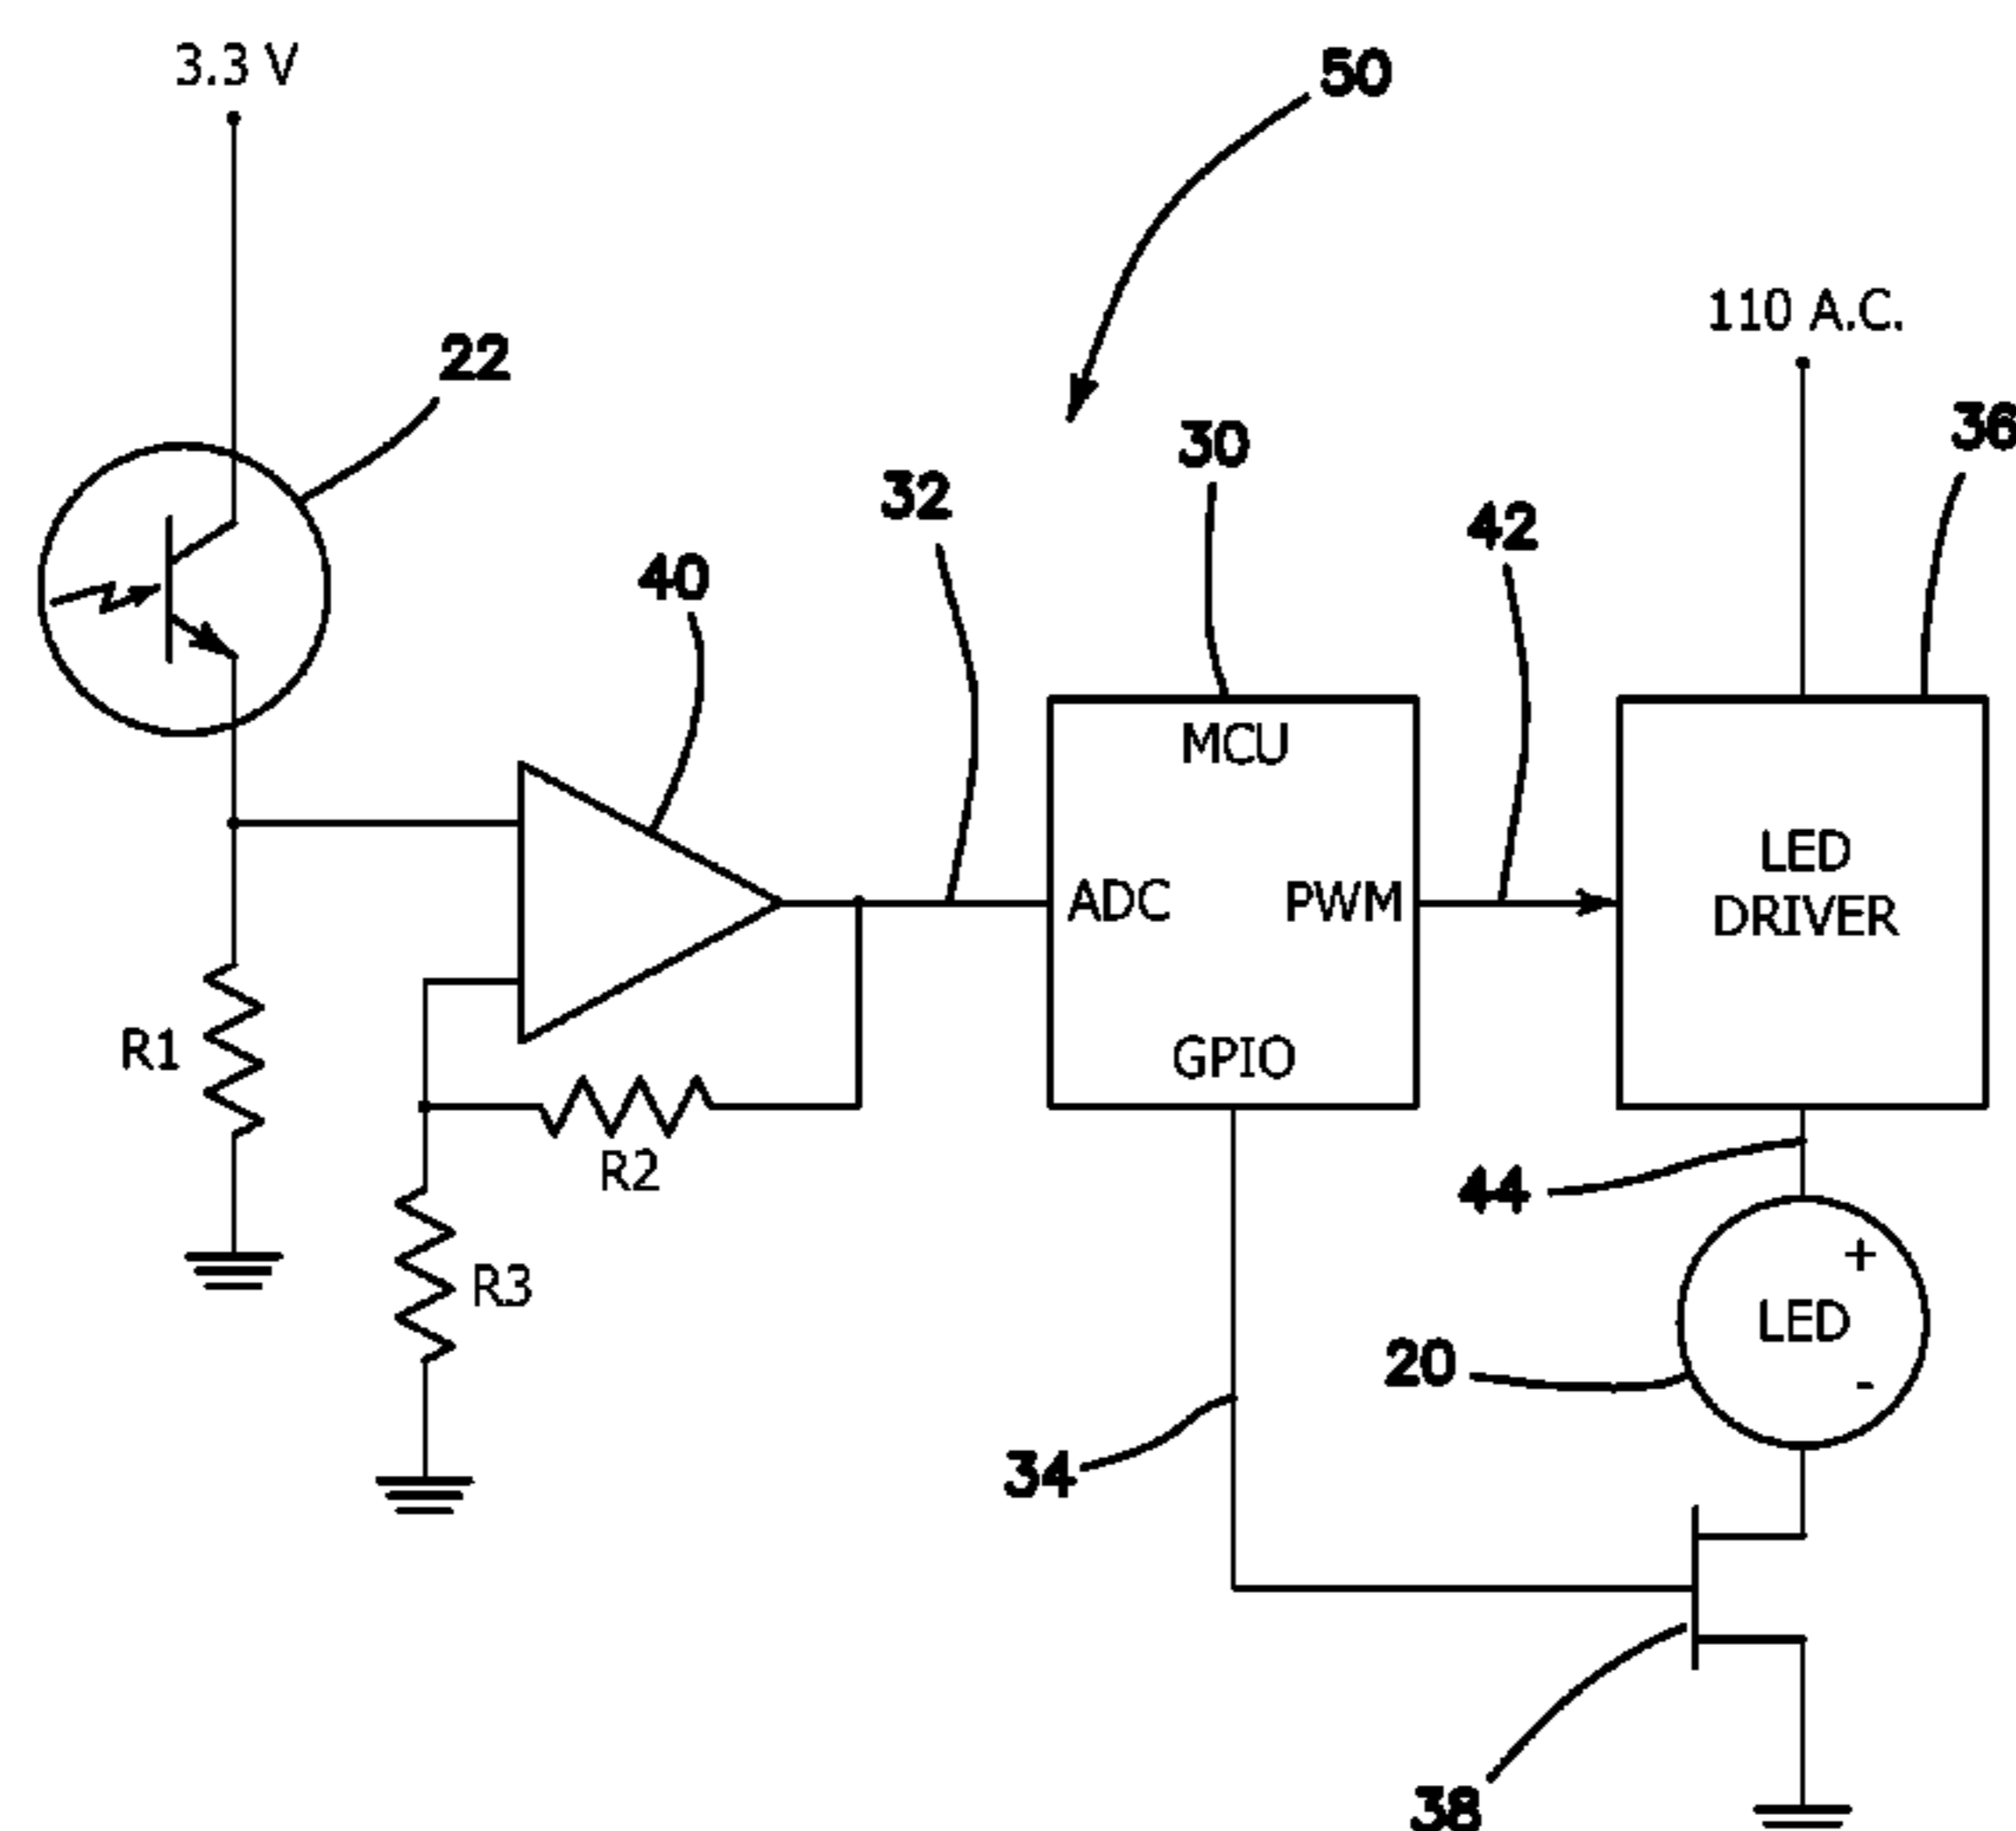 3.3 V
50
110 A.C.
22
36
30
32
42
40
MCU
LED
DRIVER
ADC
PWM
R1
GPIO
R2
44
+
R3
LED
20
-
34
38